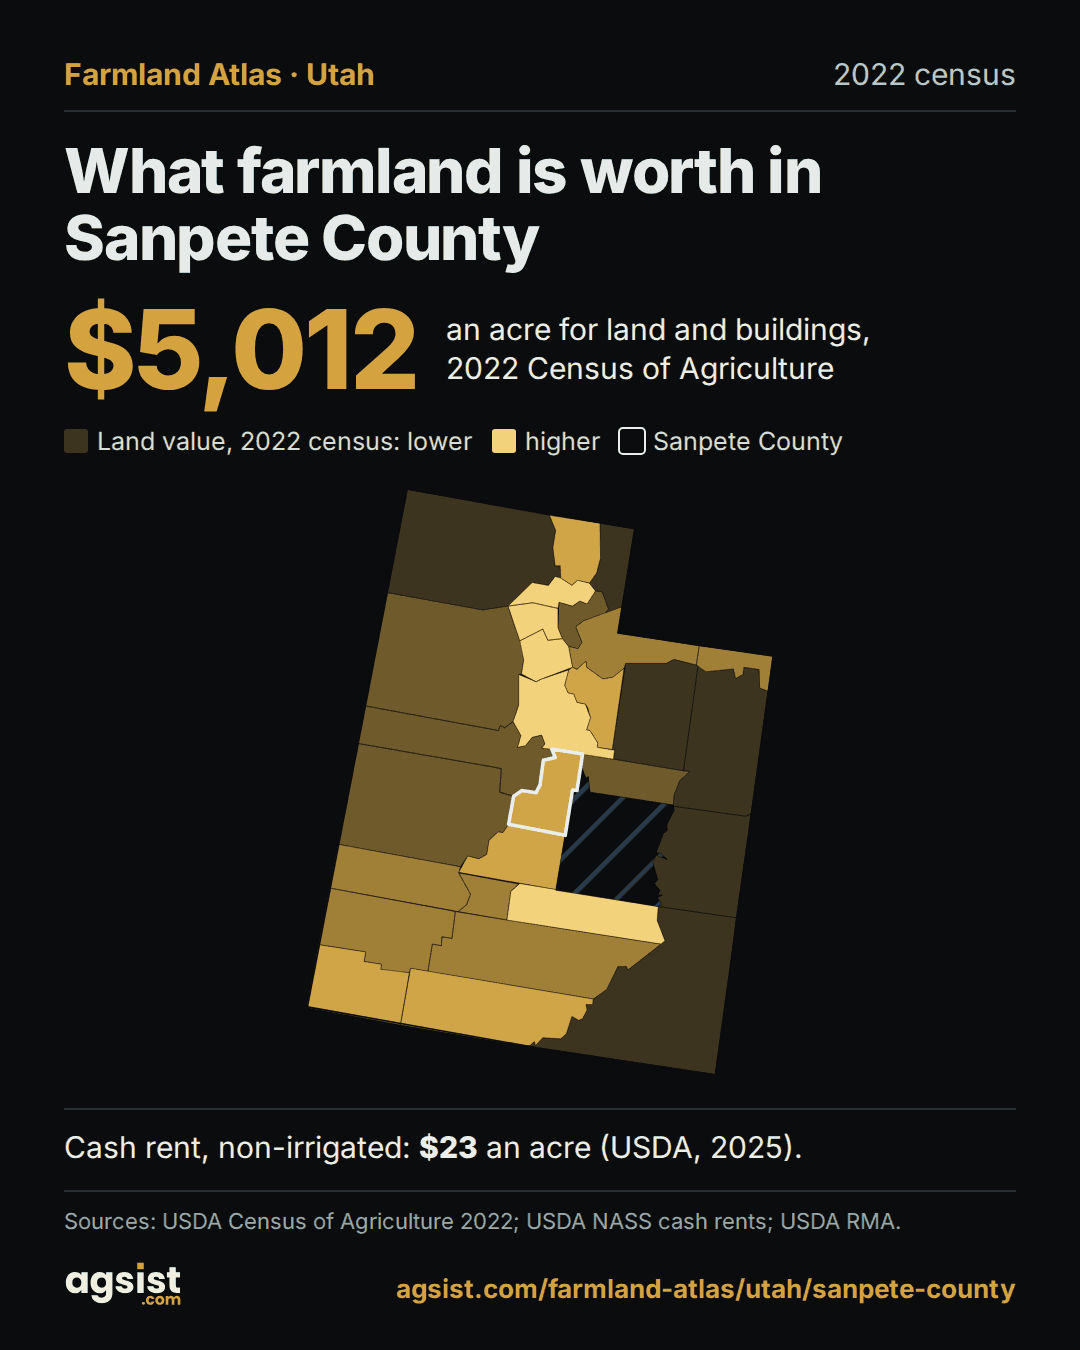 Farmland Atlas · Utah
2022 census
What farmland is worth in
Sanpete County
$5,012
an acre for land and buildings,
2022 Census of Agriculture
Land value, 2022 census: lower
higher
Sanpete County
Cash rent, non-irrigated: $23 an acre (USDA, 2025).
Sources: USDA Census of Agriculture 2022; USDA NASS cash rents; USDA RMA.
agsist
.com
agsist.com/farmland-atlas/utah/sanpete-county